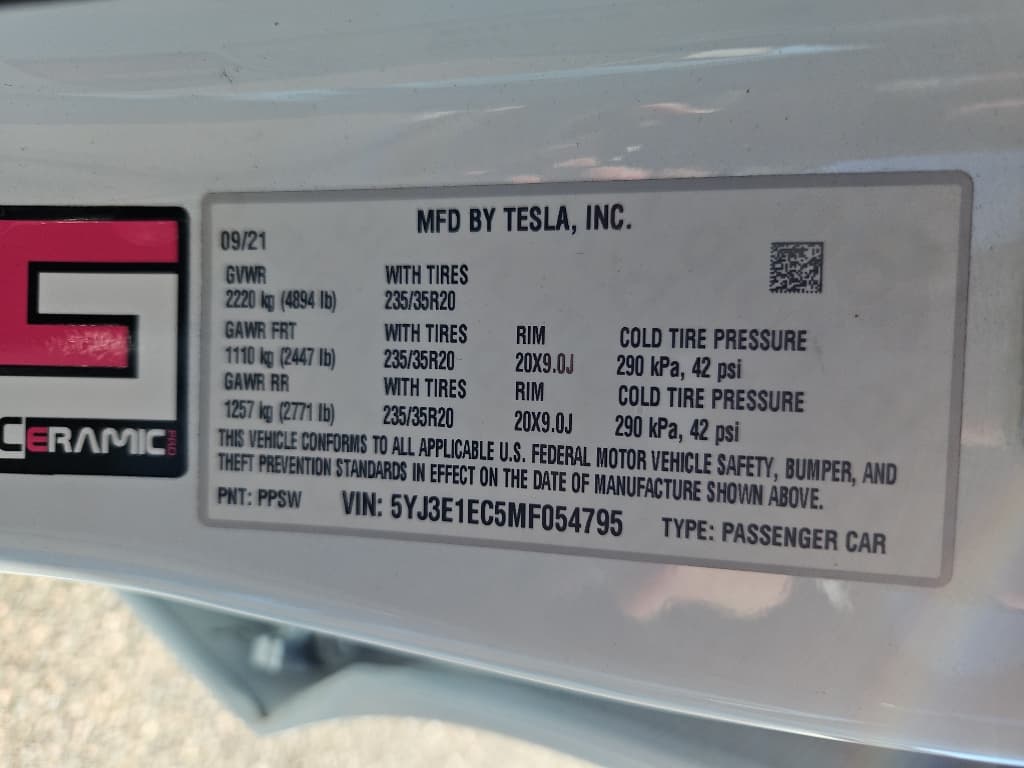 MFD BY TESLA, INC.
09/21
GVWR WITH TIRES
2220 kg (4894 lb) 235/35R20
GAWR FRT WITH TIRES RIM COLD TIRE PRESSURE
1110 kg (2447 lb) 235/35R20 20X9.0J 290 kPa, 42 psi
GAWR RR WITH TIRES RIM COLD TIRE PRESSURE
1257 kg (2771 lb) 235/35R20 20X9.0J 290 kPa, 42 psi
THIS VEHICLE CONFORMS TO ALL APPLICABLE U.S. FEDERAL MOTOR VEHICLE SAFETY, BUMPER, AND
THEFT PREVENTION STANDARDS IN EFFECT ON THE DATE OF MANUFACTURE SHOWN ABOVE.
PNT: PPSW VIN: 5YJ3E1EC5MF054795 TYPE: PASSENGER CAR
CERAMIC PRO